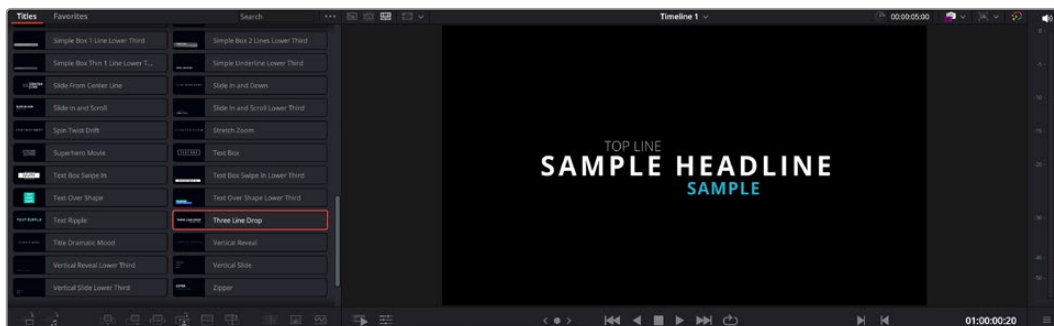 Titles Favorites Search
Timeline 1 00:00:05:00
Simple Box 1 Line Lower Third Simple Box 2 Lines Lower Third
Simple Box Thin 1 Line Lower T... Simple Underline Lower Third
Slide From Center Line Slide In and Down
Slide In and Scroll Slide In and Scroll Lower Third
Spin Twist Drift Stretch Zoom
Superhero Movie Text Box
Text Box Swipe In Text Box Swipe In Lower Third
Text Over Shape Text Over Shape Lower Third
Text Ripple Three Line Drop
Title Dramatic Mood Vertical Reveal
Vertical Reveal Lower Third Vertical Slide
Vertical Slide Lower Third Zipper
TOP LINE
SAMPLE HEADLINE
SAMPLE
01:00:00:20